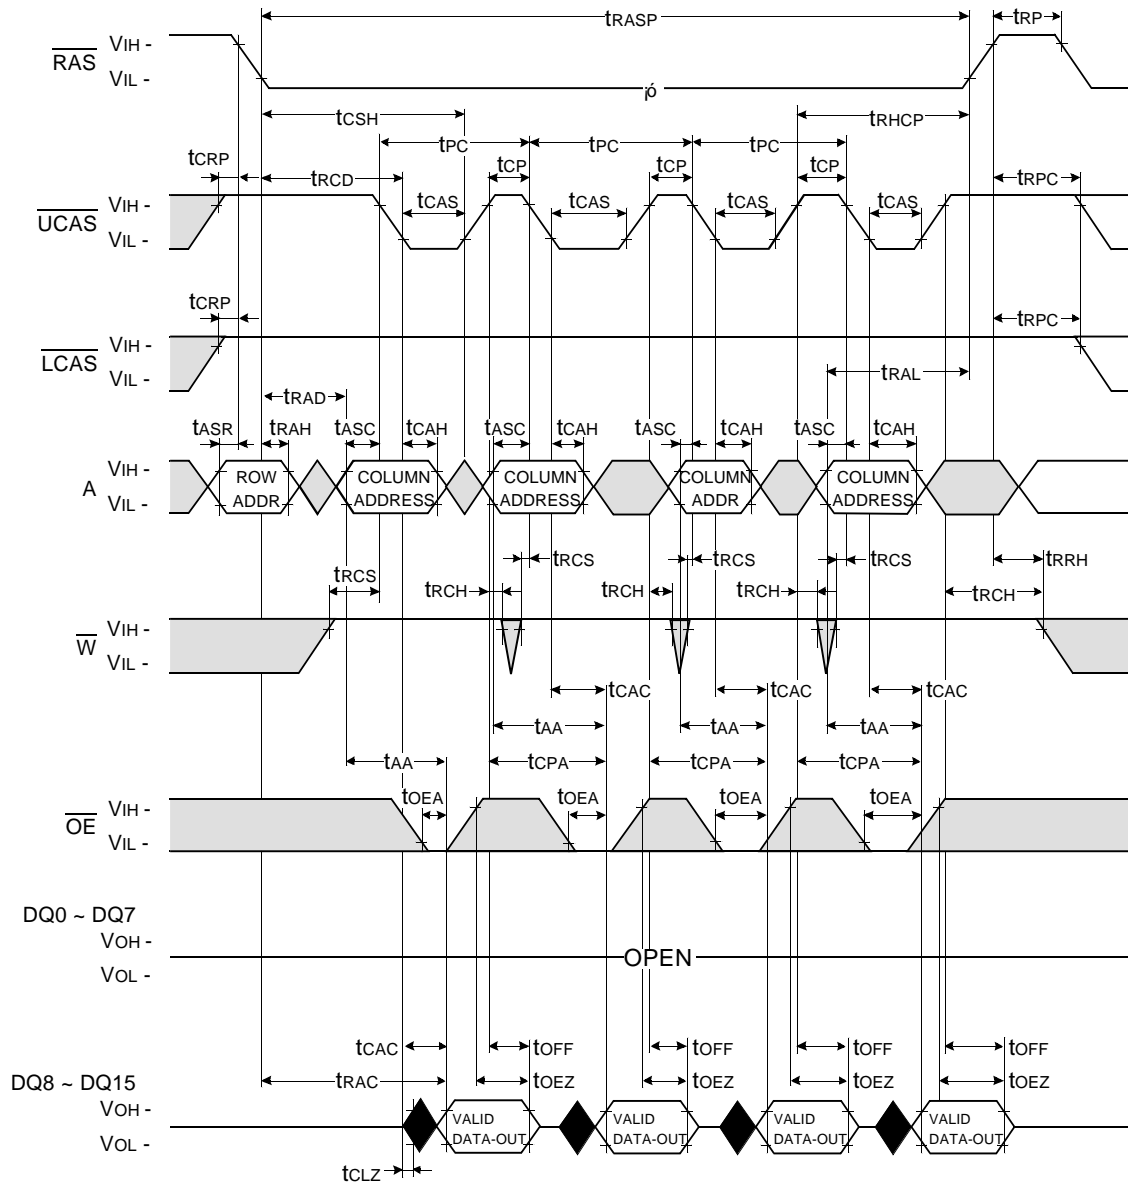 tRASP tRP
RAS VIH -
VIL -
¡ó
tCSH tRHCP
tPC tPC tPC
tCRP tCP tCP tCP
tRCD tRPC
UCAS VIH - tCAS tCAS tCAS tCAS
VIL -
tCRP
tRPC
LCAS VIH -
VIL - tRAL
tRAD
tASR tRAH tASC tCAH tASC tCAH tASC tCAH tASC tCAH
A VIH - ROW COLUMN COLUMN COLUMN COLUMN
VIL - ADDR ADDRESS ADDRESS ADDR ADDRESS
tRCS tRCS tRCS tRCS tRRH
tRCH tRCH tRCH tRCH
W VIH -
VIL -
tCAC tCAC tCAC
tAA tAA tAA
tAA tCPA tCPA tCPA
tOEA tOEA tOEA tOEA
OE VIH -
VIL -
DQ0 ~ DQ7
VOH -
OPEN
VOL -
tCAC tOFF tOFF tOFF tOFF
DQ8 ~ DQ15 tRAC tOEZ tOEZ tOEZ tOEZ
VOH - VALID VALID VALID VALID
VOL - DATA-OUT DATA-OUT DATA-OUT DATA-OUT
tCLZ